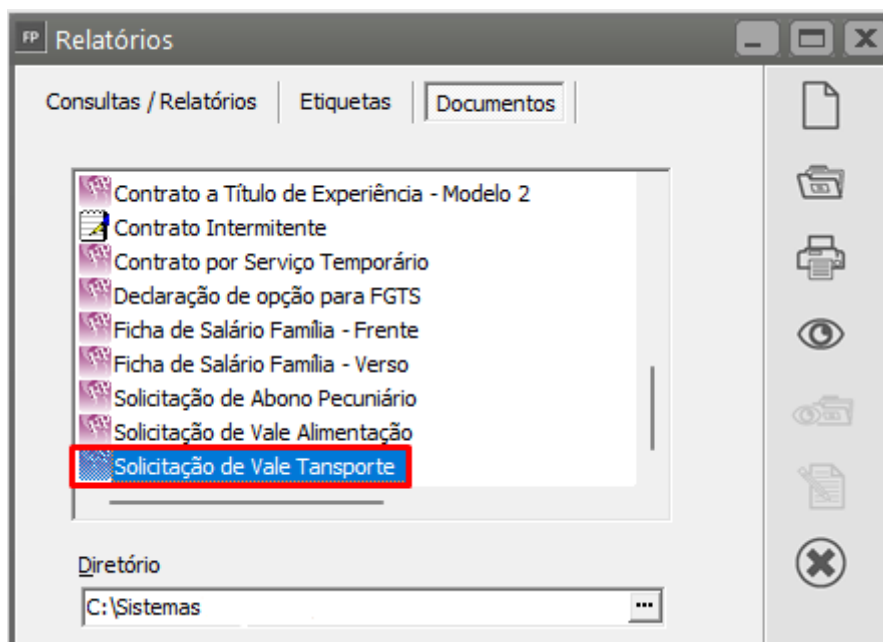 FP Relatórios
Consultas / Relatórios Etiquetas Documentos
Contrato a Título de Experiência - Modelo 2
Contrato Intermitente
Contrato por Serviço Temporário
Declaração de opção para FGTS
Ficha de Salário Família - Frente
Ficha de Salário Família - Verso
Solicitação de Abono Pecuniário
Solicitação de Vale Alimentação
Solicitação de Vale Tansporte
Diretório
C:\Sistemas ...